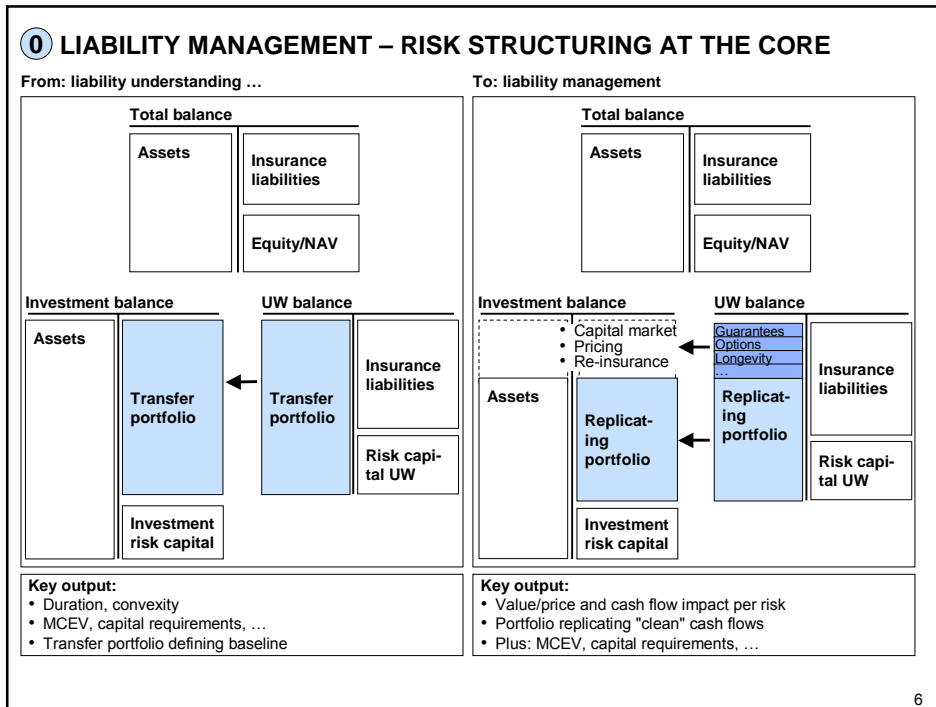 0 LIABILITY MANAGEMENT – RISK STRUCTURING AT THE CORE
From: liability understanding …
Total balance
Assets
Insurance
liabilities
Equity/NAV
Investment balance
UW balance
Assets
Transfer
portfolio
Transfer
portfolio
Insurance
liabilities
Risk capi-
tal UW
Investment
risk capital
Key output:
• Duration, convexity
• MCEV, capital requirements, …
• Transfer portfolio defining baseline
To: liability management
Total balance
Assets
Insurance
liabilities
Equity/NAV
Investment balance
UW balance
• Capital market
• Pricing
• Re-insurance
Guarantees
Options
Longevity
…
Assets
Replicat-
ing
portfolio
Replicat-
ing
portfolio
Insurance
liabilities
Risk capi-
tal UW
Investment
risk capital
Key output:
• Value/price and cash flow impact per risk
• Portfolio replicating "clean" cash flows
• Plus: MCEV, capital requirements, …
6